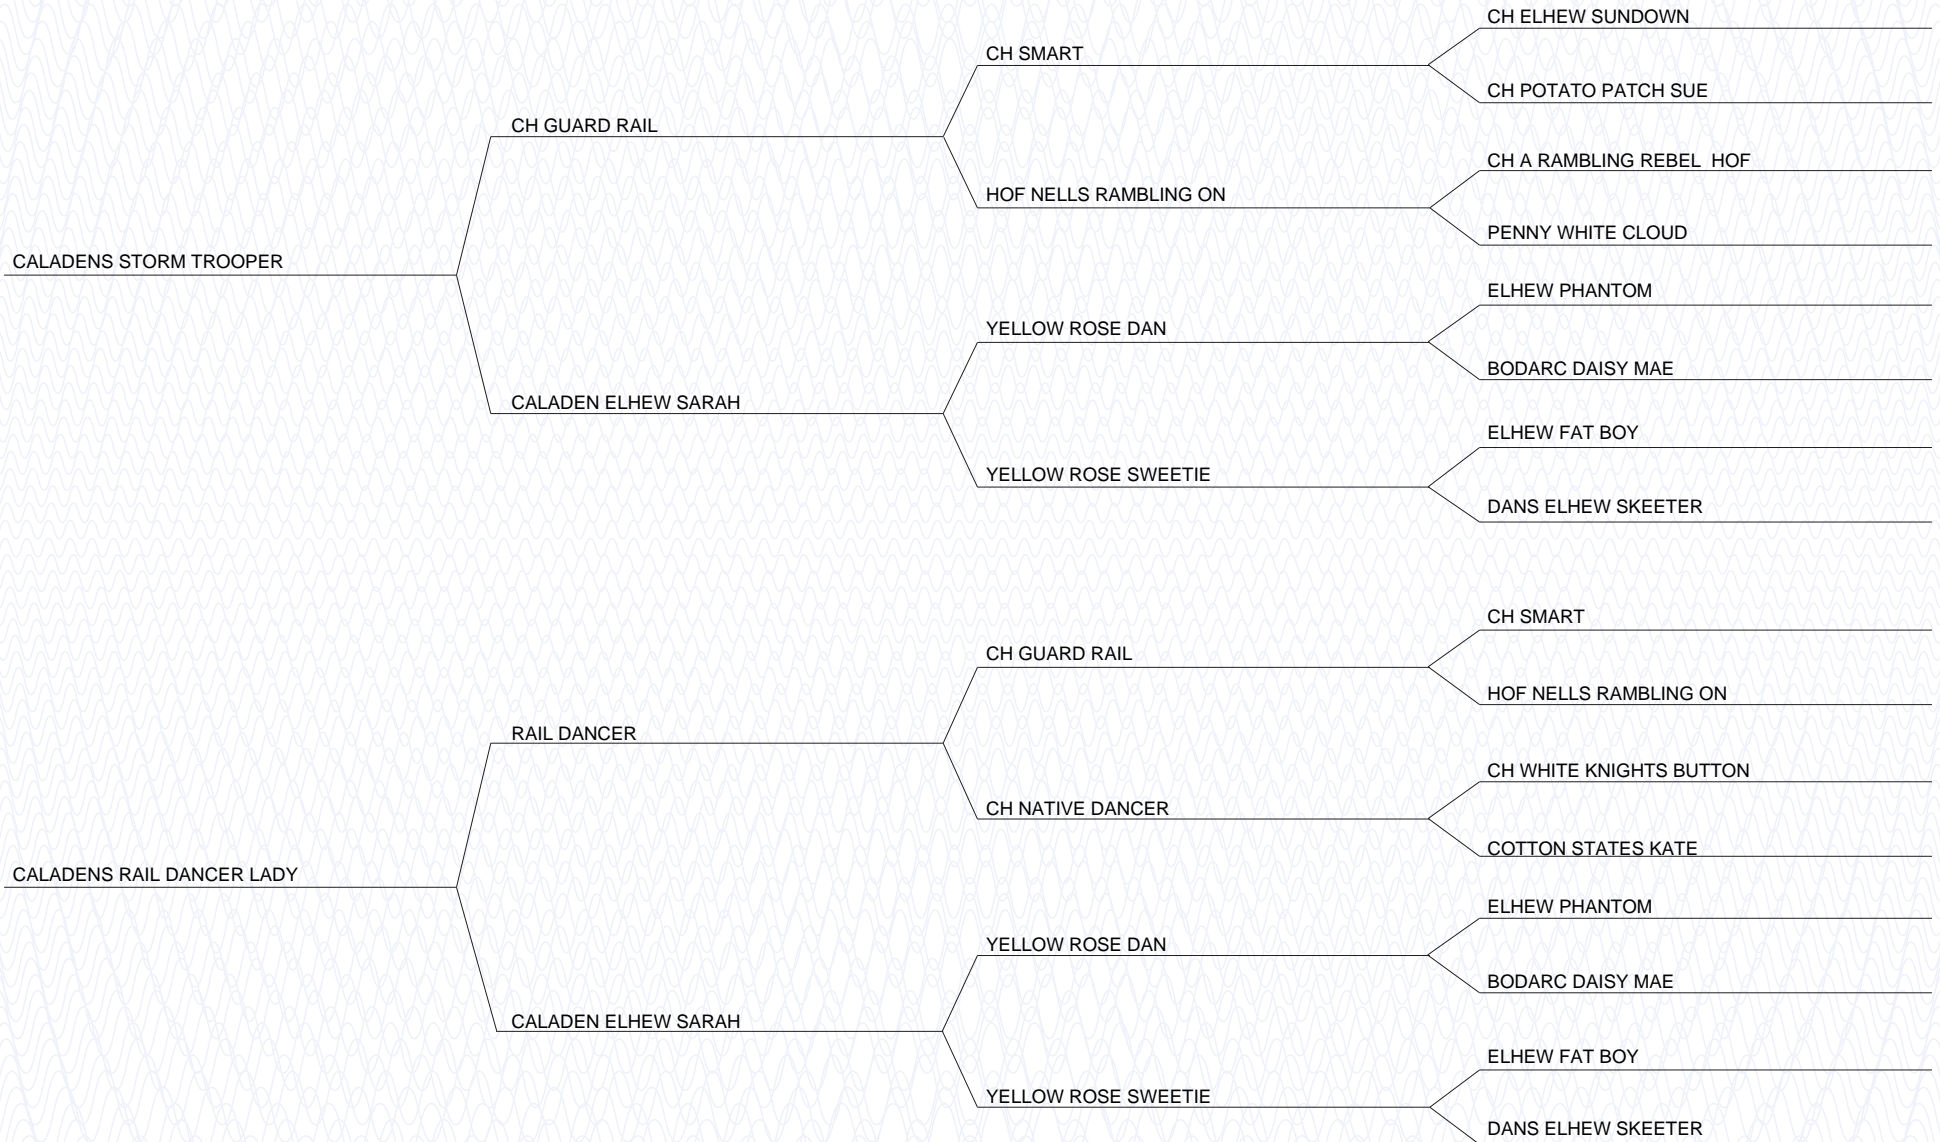 CH ELHEW SUNDOWN
CH SMART
CH POTATO PATCH SUE
CH GUARD RAIL
CH A RAMBLING REBEL  HOF
HOF NELLS RAMBLING ON
PENNY WHITE CLOUD
CALADENS STORM TROOPER
ELHEW PHANTOM
YELLOW ROSE DAN
BODARC DAISY MAE
CALADEN ELHEW SARAH
ELHEW FAT BOY
YELLOW ROSE SWEETIE
DANS ELHEW SKEETER
CH SMART
CH GUARD RAIL
HOF NELLS RAMBLING ON
RAIL DANCER
CH WHITE KNIGHTS BUTTON
CH NATIVE DANCER
COTTON STATES KATE
CALADENS RAIL DANCER LADY
ELHEW PHANTOM
YELLOW ROSE DAN
BODARC DAISY MAE
CALADEN ELHEW SARAH
ELHEW FAT BOY
YELLOW ROSE SWEETIE
DANS ELHEW SKEETER